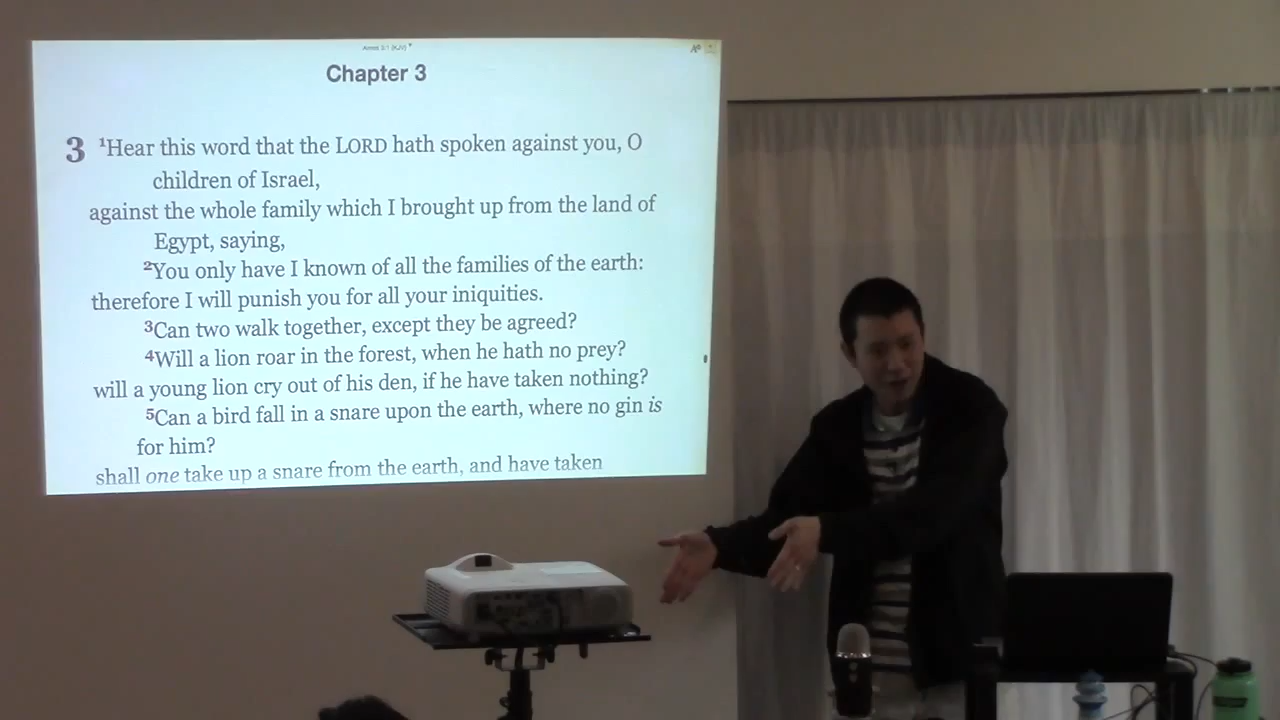 Amos 3:1 (KJV)
Chapter 3
3 1Hear this word that the LORD hath spoken against you, O
children of Israel,
against the whole family which I brought up from the land of
Egypt, saying,
2You only have I known of all the families of the earth:
therefore I will punish you for all your iniquities.
3Can two walk together, except they be agreed?
4Will a lion roar in the forest, when he hath no prey?
will a young lion cry out of his den, if he have taken nothing?
5Can a bird fall in a snare upon the earth, where no gin is
for him?
shall one take up a snare from the earth, and have taken